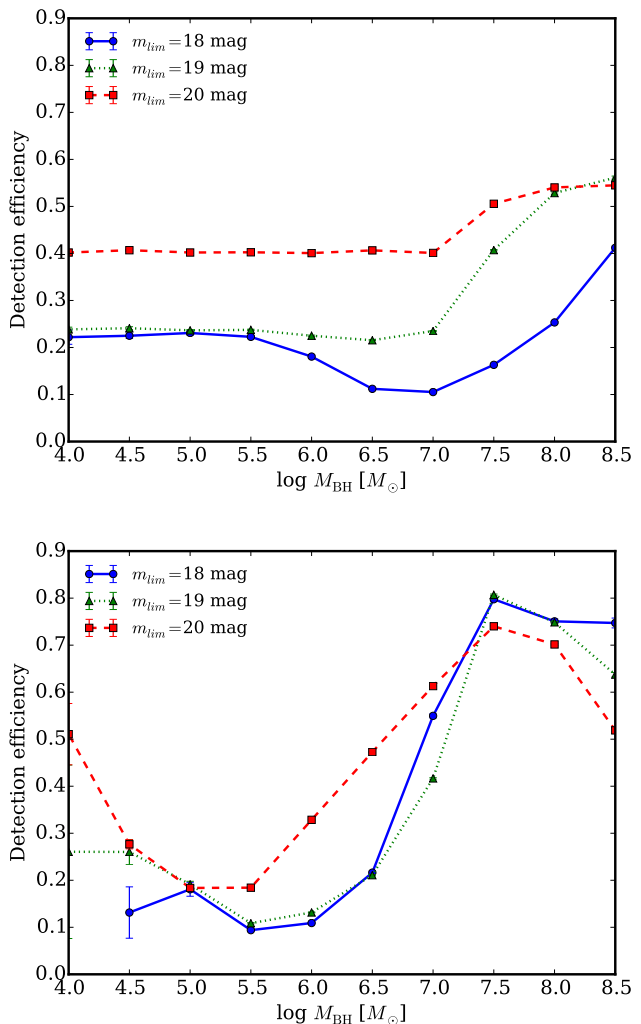 0.9
0.8
0.7
0.6
0.5
0.4
0.3
0.2
0.1
0.0
Detection efficiency
m_lim=18 mag
m_lim=19 mag
m_lim=20 mag
4.0 4.5 5.0 5.5 6.0 6.5 7.0 7.5 8.0 8.5
log M_BH [M_⊙]
0.9
0.8
0.7
0.6
0.5
0.4
0.3
0.2
0.1
0.0
Detection efficiency
m_lim=18 mag
m_lim=19 mag
m_lim=20 mag
4.0 4.5 5.0 5.5 6.0 6.5 7.0 7.5 8.0 8.5
log M_BH [M_⊙]